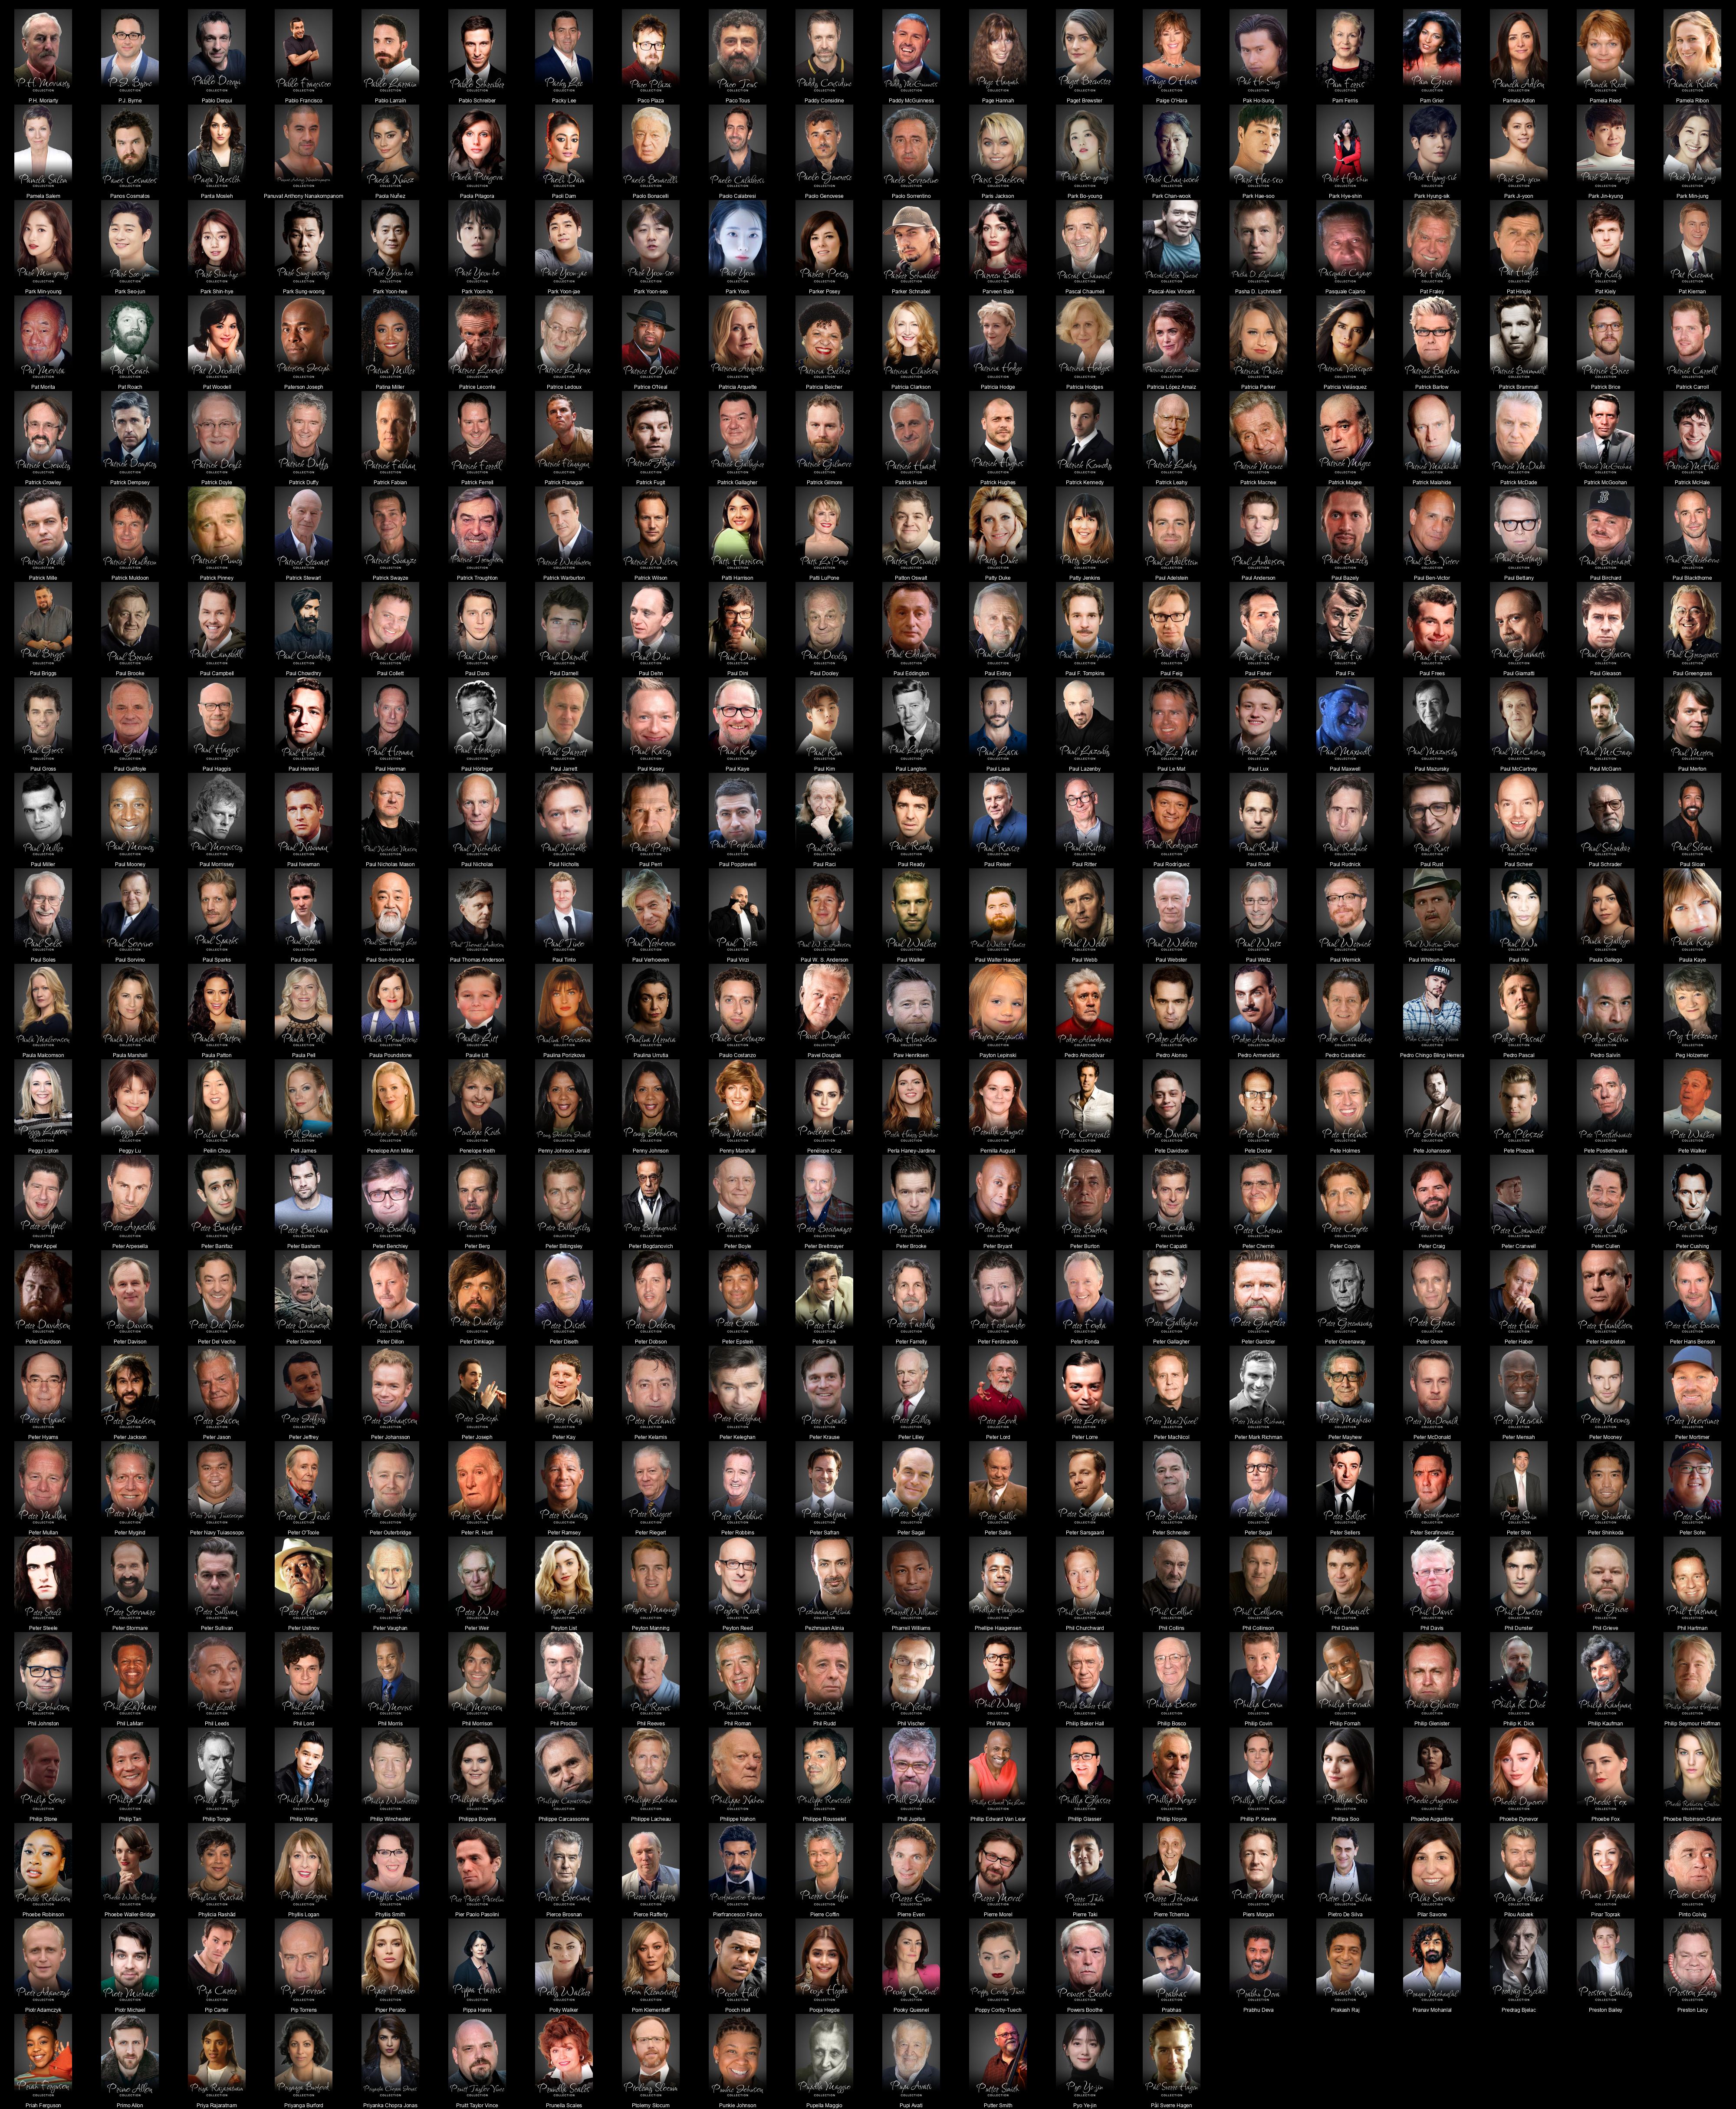 P.H. Moriarty P.J. Byrne Pablo Derqui Pablo Francisco Pablo Larraín Pablo Schreiber Packy Lee Paco Plaza Paco Tous Paddy Considine Paddy McGuinness Page Hannah Paget Brewster Paige O'Hara Pak Ho-Sung Pam Ferris Pam Grier Pamela Adlon Pamela Reed Pamela Ribon
Pamela Salem Panos Cosmatos Panta Mosleh Panuvat Anthony Nanakornpanom Paola Nuñez Paola Pitagora Paoli Dam Paolo Bonacelli Paolo Calabresi Paolo Genovese Paolo Sorrentino Paris Jackson Park Bo-young Park Chan-wook Park Hae-soo Park Hye-shin Park Hyung-sik Park Ji-yoon Park Jin-kyung Park Min-jung
Park Min-young Park Seo-jun Park Shin-hye Park Sung-woong Park Yeon-hee Park Yoon-ho Park Yoon-jae Park Yeon-seo Park Yeon Parker Posey Parker Schnabel Parveen Babi Pascal Chaumeil Pascal-Alex Vincent Pasha D. Lychnikoff Pasquale Cajano Pat Fraley Pat Hingle Pat Kiely Pat Kiernan
Pat Morita Pat Roach Pat Woodell Paterson Joseph Patina Miller Patrice Leconte Patrice Ledoux Patrice O'Neal Patricia Arquette Patricia Belcher Patricia Clarkson Patricia Hodge Patricia Hodges Patricia López Arnaiz Patricia Parker Patricia Velásquez Patrick Barlow Patrick Brammall Patrick Brice Patrick Carroll
Patrick Crowley Patrick Dempsey Patrick Doyle Patrick Duffy Patrick Fabian Patrick Ferrell Patrick Flanagan Patrick Fugit Patrick Gallagher Patrick Gilmore Patrick Huard Patrick Hughes Patrick Kennedy Patrick Leahy Patrick Macnee Patrick Magee Patrick Malahide Patrick McDade Patrick McGoohan Patrick McHale
Patrick Mille Patrick Muldoon Patrick Pinney Patrick Stewart Patrick Swayze Patrick Troughton Patrick Warburton Patrick Wilson Patti Harrison Patti LuPone Patton Oswalt Patty Duke Patty Jenkins Paul Adelstein Paul Anderson Paul Bazely Paul Ben-Victor Paul Bettany Paul Birchard Paul Blackthorne
Paul Briggs Paul Brooke Paul Campbell Paul Chowdhry Paul Collett Paul Dano Paul Darnell Paul Dehn Paul Dini Paul Dooley Paul Eddington Paul Eiding Paul F. Tompkins Paul Feig Paul Fisher Paul Fix Paul Frees Paul Giamatti Paul Gleason Paul Greengrass
Paul Gross Paul Guilfoyle Paul Haggis Paul Henreid Paul Herman Paul Hörbiger Paul Jarrett Paul Kasey Paul Kaye Paul Kim Paul Langton Paul Lasa Paul Lazenby Paul Le Mat Paul Lux Paul Maxwell Paul Mazursky Paul McCartney Paul McGann Paul Merton
Paul Miller Paul Mooney Paul Morrissey Paul Newman Paul Nicholas Mason Paul Nicholas Paul Nicholls Paul Perri Paul Popplewell Paul Raci Paul Ready Paul Reiser Paul Ritter Paul Rodriguez Paul Rudd Paul Rudnick Paul Rust Paul Scheer Paul Schrader Paul Sloan
Paul Soles Paul Sorvino Paul Sparks Paul Spera Paul Sun-Hyung Lee Paul Thomas Anderson Paul Tinto Paul Verhoeven Paul Virzi Paul W. S. Anderson Paul Walker Paul Walter Hauser Paul Webb Paul Webster Paul Weitz Paul Wernick Paul Whitsun-Jones Paul Wu Paula Gallego Paula Kaye
Paula Malcomson Paula Marshall Paula Patton Paula Pell Paula Poundstone Paulie Litt Paulina Porizkova Paulina Urrutia Paulo Costanzo Pavel Douglas Paw Henriksen Payton Lepinski Pedro Almodóvar Pedro Alonso Pedro Armendáriz Pedro Casablanc Pedro Chingo Bling Herrera Pedro Pascal Pedro Salvín Peg Holzemer
Peggy Lipton Peggy Lu Peilin Chou Pell James Penelope Ann Miller Penelope Keith Penny Johnson Jerald Penny Johnson Penny Marshall Penélope Cruz Perla Haney-Jardine Pernilla August Pete Correale Pete Davidson Pete Docter Pete Holmes Pete Johansson Pete Ploszek Pete Postlethwaite Pete Walker
Peter Appel Peter Arpesella Peter Banifaz Peter Basham Peter Benchley Peter Berg Peter Billingsley Peter Bogdanovich Peter Boyle Peter Breitmayer Peter Brooke Peter Bryant Peter Burton Peter Capaldi Peter Chernin Peter Coyote Peter Craig Peter Cranwell Peter Cullen Peter Cushing
Peter Davidson Peter Davison Peter Del Vecho Peter Diamond Peter Dillon Peter Dinklage Peter Diseth Peter Dobson Peter Epstein Peter Falk Peter Farrelly Peter Ferdinando Peter Fonda Peter Gallagher Peter Gantzler Peter Greenaway Peter Greene Peter Haber Peter Hambleton Peter Hans Benson
Peter Hyams Peter Jackson Peter Jason Peter Jeffrey Peter Johansson Peter Joseph Peter Kay Peter Kelamis Peter Keleghan Peter Krause Peter Lilley Peter Lord Peter Lorre Peter MacNicol Peter Mark Richman Peter Mayhew Peter McDonald Peter Mensah Peter Mooney Peter Mortimer
Peter Mullan Peter Mygind Peter Navy Tuiasosopo Peter O'Toole Peter Outerbridge Peter R. Hunt Peter Ramsey Peter Riegert Peter Robbins Peter Safran Peter Sagal Peter Sallis Peter Sarsgaard Peter Schneider Peter Segal Peter Sellers Peter Serafinowicz Peter Shin Peter Shinkoda Peter Sohn
Peter Steele Peter Stormare Peter Sullivan Peter Ustinov Peter Vaughan Peter Weir Peyton List Peyton Manning Peyton Reed Pezhmaan Alinia Pharrell Williams Phellipe Haagensen Phil Churchward Phil Collins Phil Collinson Phil Daniels Phil Davis Phil Dunster Phil Grieve Phil Hartman
Phil Johnston Phil LaMarr Phil Leeds Phil Lord Phil Morris Phil Morrison Phil Proctor Phil Reeves Phil Roman Phil Rudd Phil Vischer Phil Wang Philip Baker Hall Philip Bosco Philip Covin Philip Fornah Philip Glenister Philip K. Dick Philip Kaufman Philip Seymour Hoffman
Philip Stone Philip Tan Philip Tonge Philip Wang Philip Winchester Philippa Boyens Philippe Carcassonne Philippe Lacheau Philippe Nahon Philippe Rousselet Phill Jupitus Phillip Edward Van Lear Phillip Glasser Phillip Noyce Phillip P. Keene Phillipa Soo Phoebe Augustine Phoebe Dynevor Phoebe Fox Phoebe Robinson-Galvin
Phoebe Robinson Phoebe Waller-Bridge Phylicia Rashād Phyllis Logan Phyllis Smith Pier Paolo Pasolini Pierce Brosnan Pierce Rafferty Pierfrancesco Favino Pierre Coffin Pierre Even Pierre Morel Pierre Taki Pierre Tchernia Piers Morgan Pietro De Silva Pilar Savone Pilou Asbæk Pinar Toprak Pinto Colvig
Piotr Adamczyk Piotr Michael Pip Carter Pip Torrens Piper Perabo Pippa Harris Polly Walker Pom Klementieff Pooch Hall Pooja Hegde Pooky Quesnel Poppy Corby-Tuech Powers Boothe Prabhas Prabhu Deva Prakash Raj Pranav Mohanlal Predrag Bjelac Preston Bailey Preston Lacy
Priah Ferguson Primo Allon Priya Rajaratnam Priyanga Burford Priyanka Chopra Jonas Pruitt Taylor Vince Prunella Scales Ptolemy Slocum Punkie Johnson Pupella Maggio Pupi Avati Putter Smith Pyo Ye-jin Pål Sverre Hagen